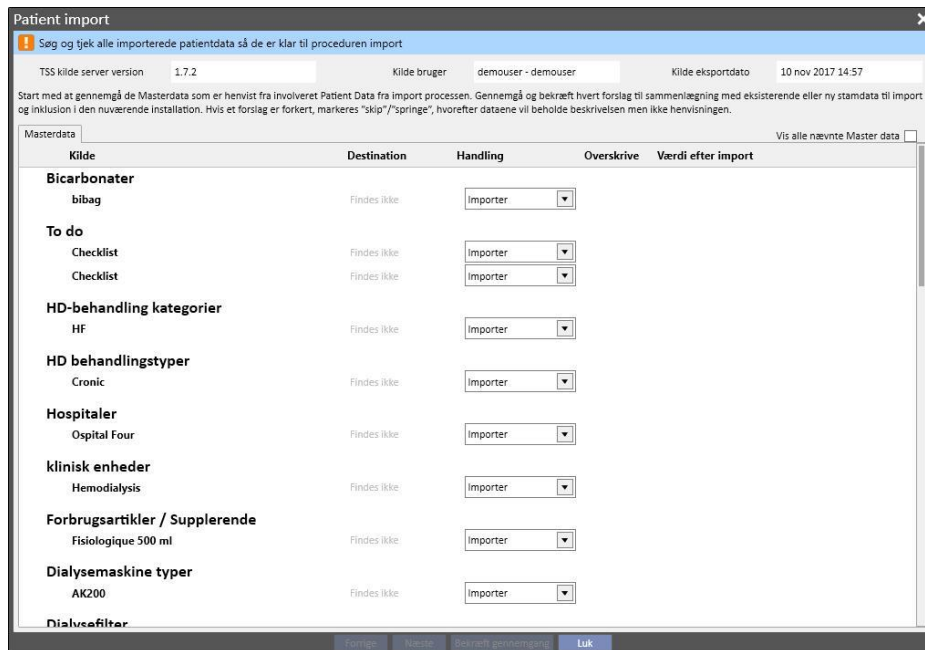 Patient import
Søg og tjek alle importerede patientdata så de er klar til proceduren import
TSS kilde server version 1.7.2 Kilde bruger demouser - demouser Kilde eksportdato 10 nov 2017 14:57
Start med at gennemgå de Masterdata som er henvist fra involveret Patient Data fra import processen. Gennemgå og bekræft hvert forslag til sammenlægning med eksisterende eller ny stamdata til import
og inklusion i den nuværende installation. Hvis et forslag er forkert, markeres "skip"/"springe", hvorefter dataene vil beholde beskrivelsen men ikke henvisningen.
Masterdata Vis alle nævnte Master data
Kilde Destination Handling Overskrive Værdi efter import
Bicarbonater
bibag Findes ikke Importer
To do
Checklist Findes ikke Importer
Checklist Findes ikke Importer
HD-behandling kategorier
HF Findes ikke Importer
HD behandlingstyper
Cronic Findes ikke Importer
Hospitaler
Ospital Four Findes ikke Importer
klinisk enheder
Hemodialysis Findes ikke Importer
Forbrugsartikler / Supplerende
Fisiologique 500 ml Findes ikke Importer
Dialysemaskine typer
AK200 Findes ikke Importer
Dialysefilter
Forrige Næste Bekræft gennemgang Luk